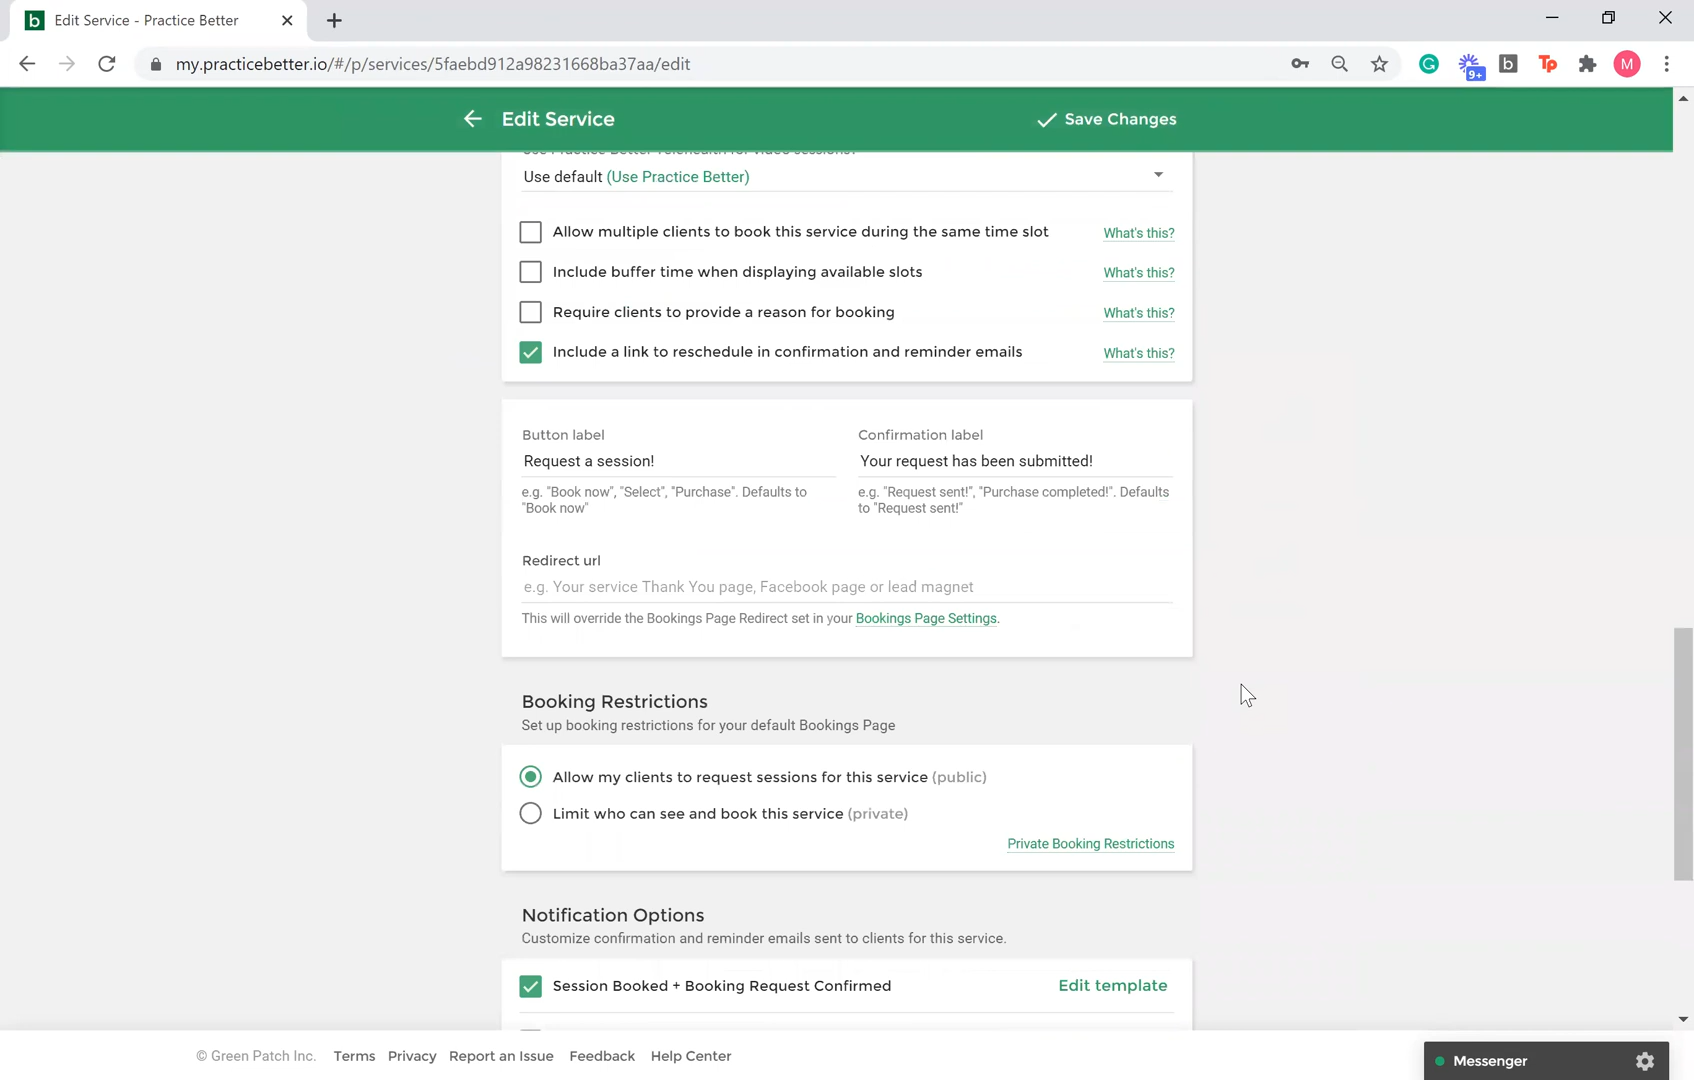 b Edit Service - Practice Better
my.practicebetter.io/#/p/services/5faebd912a98231668ba37aa/edit
9+
b
Tp
M
Edit Service
Save Changes
Use Practice Better Telehealth for video sessions?
Use default (Use Practice Better)
Allow multiple clients to book this service during the same time slot What's this?
Include buffer time when displaying available slots What's this?
Require clients to provide a reason for booking What's this?
Include a link to reschedule in confirmation and reminder emails What's this?
Button label
Request a session!
e.g. "Book now", "Select", "Purchase". Defaults to
"Book now"
Confirmation label
Your request has been submitted!
e.g. "Request sent!", "Purchase completed!". Defaults
to "Request sent!"
Redirect url
e.g. Your service Thank You page, Facebook page or lead magnet
This will override the Bookings Page Redirect set in your Bookings Page Settings.
Booking Restrictions
Set up booking restrictions for your default Bookings Page
Allow my clients to request sessions for this service (public)
Limit who can see and book this service (private)
Private Booking Restrictions
Notification Options
Customize confirmation and reminder emails sent to clients for this service.
Session Booked + Booking Request Confirmed Edit template
© Green Patch Inc. Terms Privacy Report an Issue Feedback Help Center
Messenger